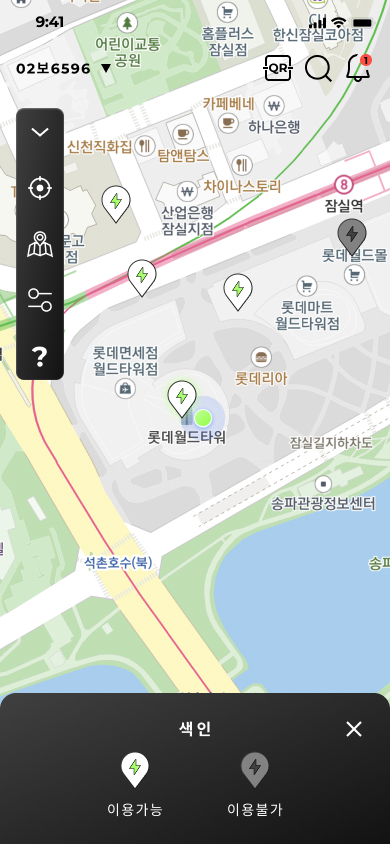 9:41
홈플러스
잠실점
한신잠실코아점
어린이교통
공원
02보6596 ▼
QR
1
카페베네
하나은행
신천직화집
탐앤탐스
차이나스토리
8
산업은행
잠실지점
잠실역
문고
점
롯데월드몰
롯데마트
월드타워점
롯데면세점
월드타워점
롯데리아
롯데월드타워
잠실길지하차도
송파관광정보센터
석촌호수(북)
송파
?
색인
이용가능
이용불가